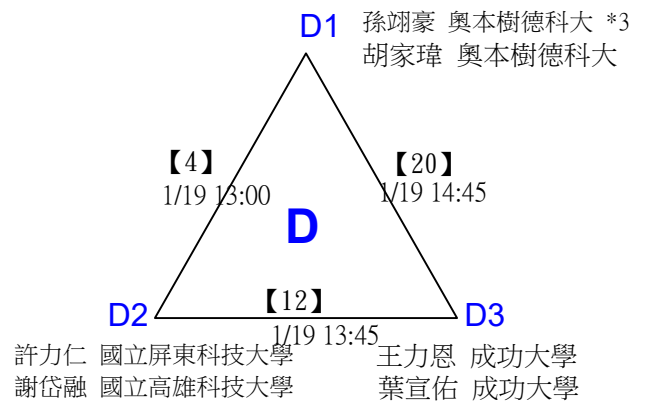 D1 孫翊豪 奧本樹德科大 *3
胡家瑋 奧本樹德科大
【4】 【20】
1/19 13:00 1/19 14:45
D
【12】
D2 D3
1/19 13:45
許力仁 國立屏東科技大學 王力恩 成功大學
謝岱融 國立高雄科技大學 葉宣佑 成功大學